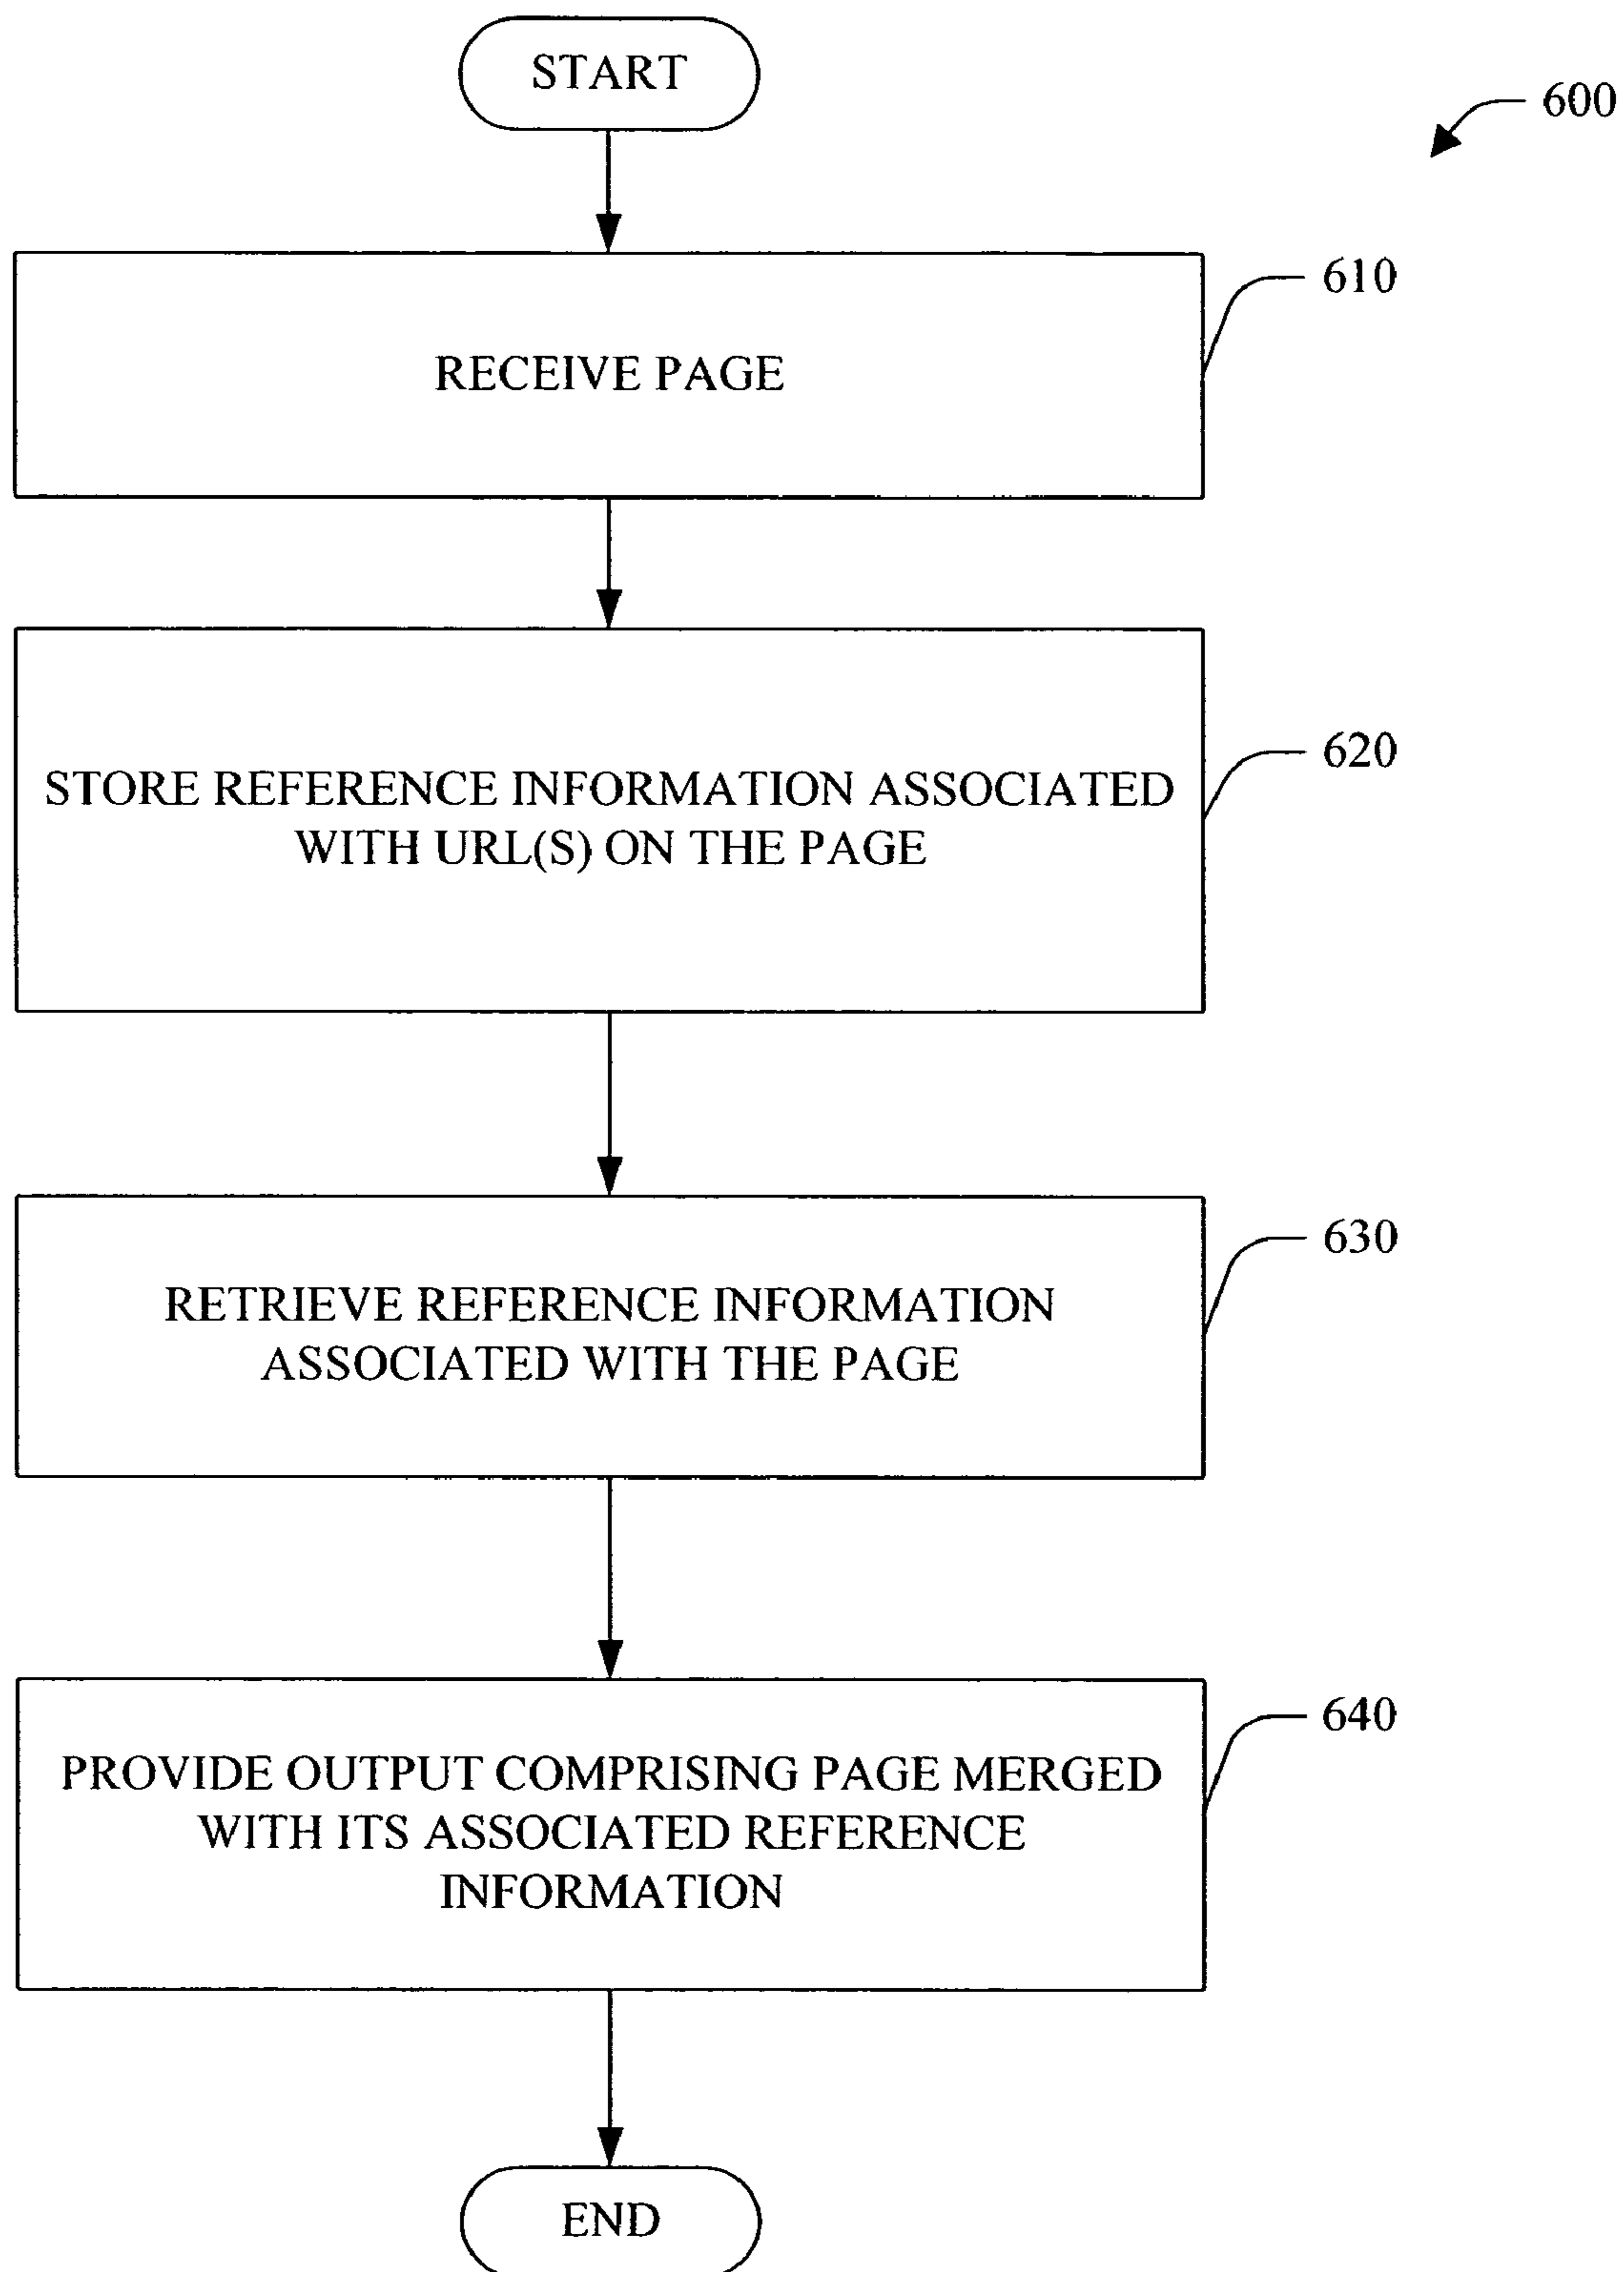 START
600
610
RECEIVE PAGE
620
STORE REFERENCE INFORMATION ASSOCIATED
WITH URL(S) ON THE PAGE
630
RETRIEVE REFERENCE INFORMATION
ASSOCIATED WITH THE PAGE
640
PROVIDE OUTPUT COMPRISING PAGE MERGED
WITH ITS ASSOCIATED REFERENCE
INFORMATION
END